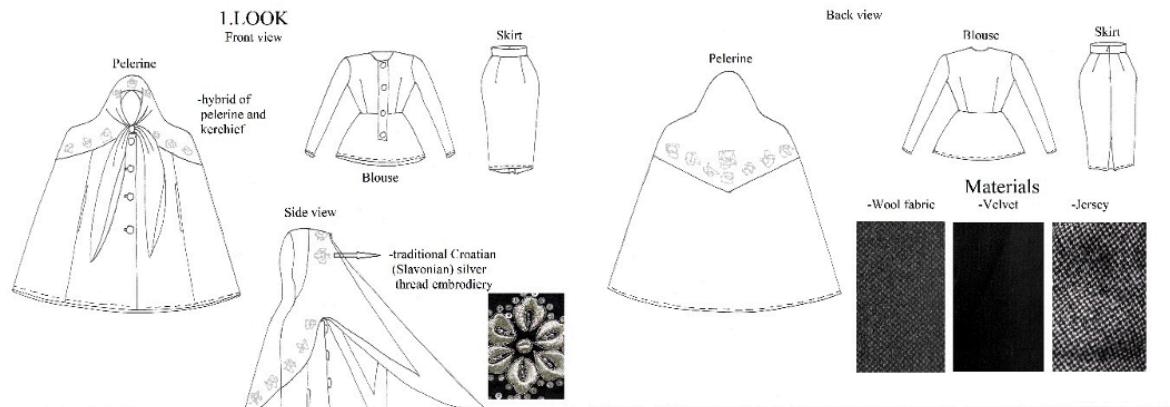 1.LOOK
Front view
Pelerine
-hybrid of
pelerine and
kerchief
Skirt
Blouse
Side view
-traditional Croatian
(Slavonian) silver
thread embrodiery
Back view
Pelerine
Blouse
Skirt
Materials
-Wool fabric
-Velvet
-Jersey